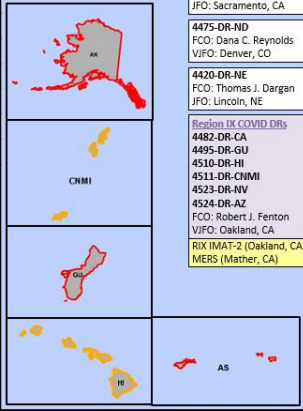 JFO: Sacramento, CA
4475-DR-ND
FCO: Dana C. Reynolds
VJFO: Denver, CO
4420-DR-NE
FCO: Thomas J. Dargan
JFO: Lincoln, NE
Region IX COVID DRs
4482-DR-CA
4495-DR-GU
4510-DR-HI
4511-DR-CNMI
4523-DR-NV
4524-DR-AZ
FCO: Robert J. Fenton
VJFO: Oakland, CA
RIX IMAT-2 (Oakland, CA
MERS (Mather, CA)
AK
CNMI
GU
HI
AS